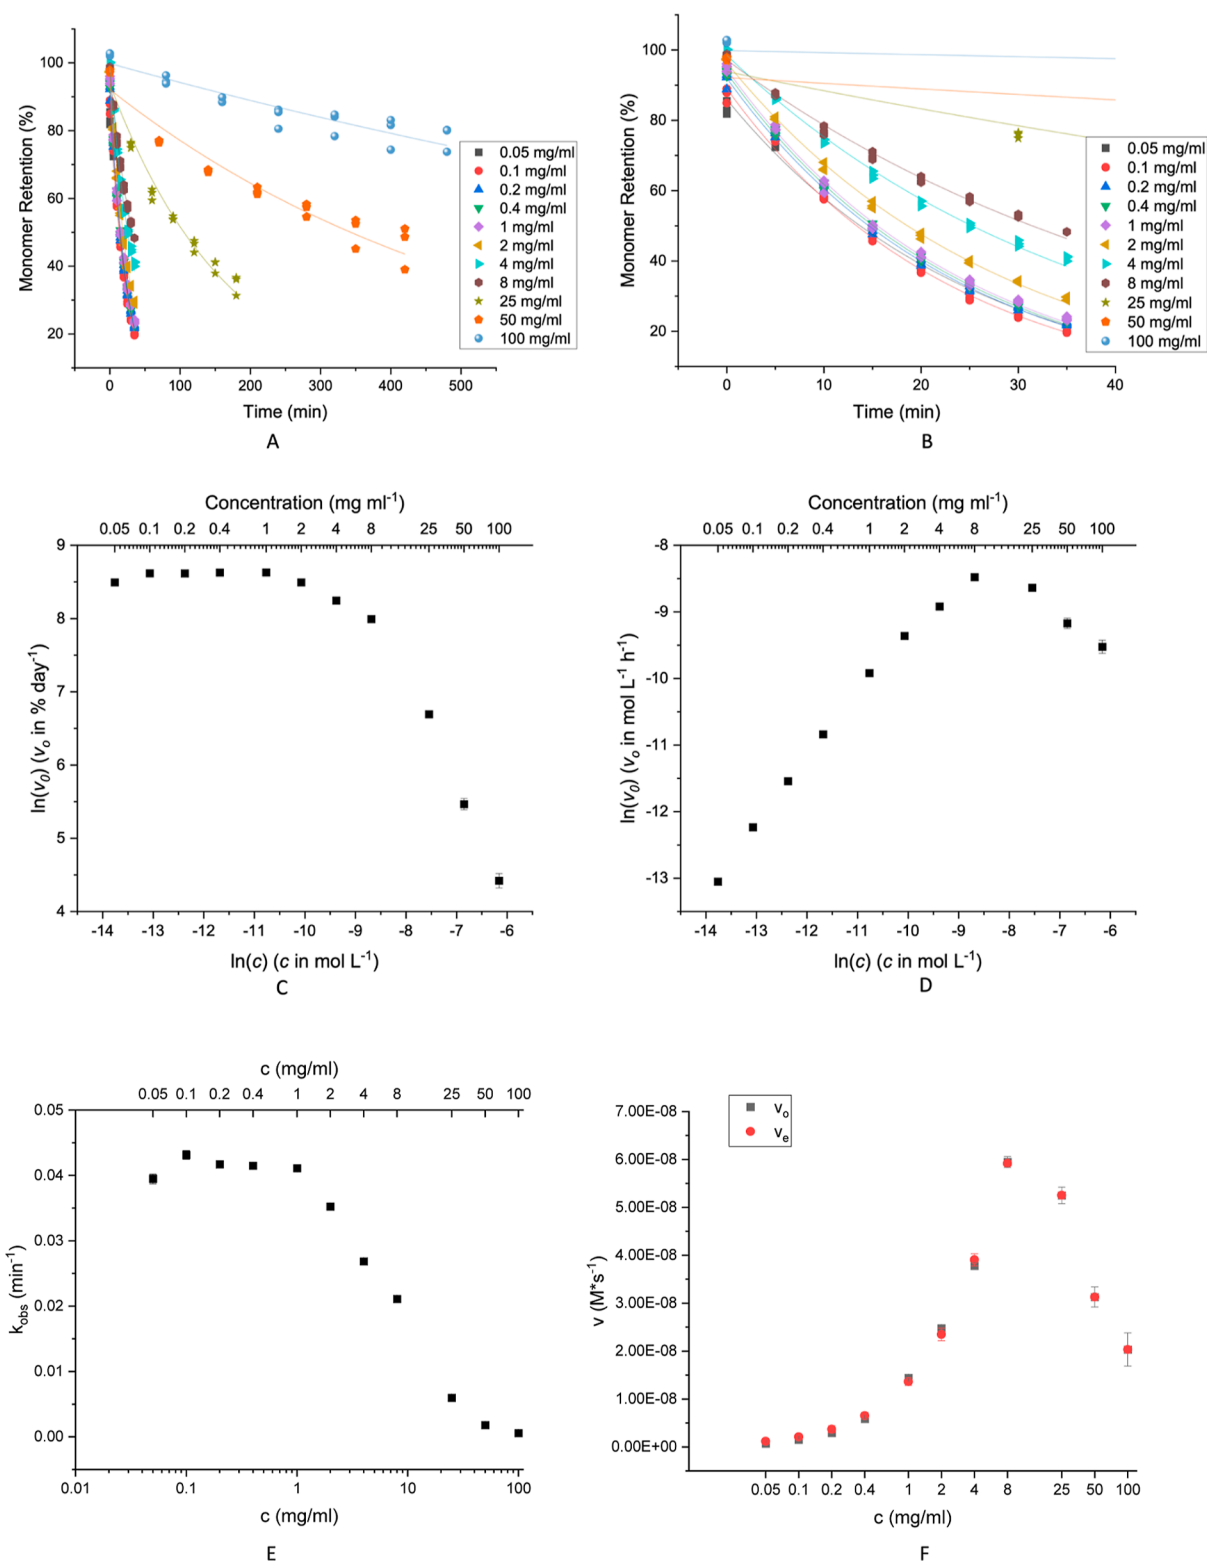 Monomer Retention (%)
100
80
60
40
20
0 100 200 300 400 500
Time (min)
0.05 mg/ml
0.1 mg/ml
0.2 mg/ml
0.4 mg/ml
1 mg/ml
2 mg/ml
4 mg/ml
8 mg/ml
25 mg/ml
50 mg/ml
100 mg/ml
A
Monomer Retention (%)
100
80
60
40
20
0 10 20 30 40
Time (min)
0.05 mg/ml
0.1 mg/ml
0.2 mg/ml
0.4 mg/ml
1 mg/ml
2 mg/ml
4 mg/ml
8 mg/ml
25 mg/ml
50 mg/ml
100 mg/ml
B
Concentration (mg ml⁻¹)
0.05 0.1 0.2 0.4 1 2 4 8 25 50 100
ln(v₀) (vₒ in % day⁻¹)
9
8
7
6
5
4
-14 -13 -12 -11 -10 -9 -8 -7 -6
ln(c) (c in mol L⁻¹)
C
Concentration (mg ml⁻¹)
0.05 0.1 0.2 0.4 1 2 4 8 25 50 100
ln(v₀) (vₒ in mol L⁻¹ h⁻¹)
-8
-9
-10
-11
-12
-13
-14 -13 -12 -11 -10 -9 -8 -7 -6
ln(c) (c in mol L⁻¹)
D
c (mg/ml)
0.05 0.1 0.2 0.4 1 2 4 8 25 50 100
k_obs (min⁻¹)
0.05
0.04
0.03
0.02
0.01
0.00
0.01 0.1 1 10 100
c (mg/ml)
E
vₒ
vₑ
v (M*s⁻¹)
7.00E-08
6.00E-08
5.00E-08
4.00E-08
3.00E-08
2.00E-08
1.00E-08
0.00E+00
0.05 0.1 0.2 0.4 1 2 4 8 25 50 100
c (mg/ml)
F